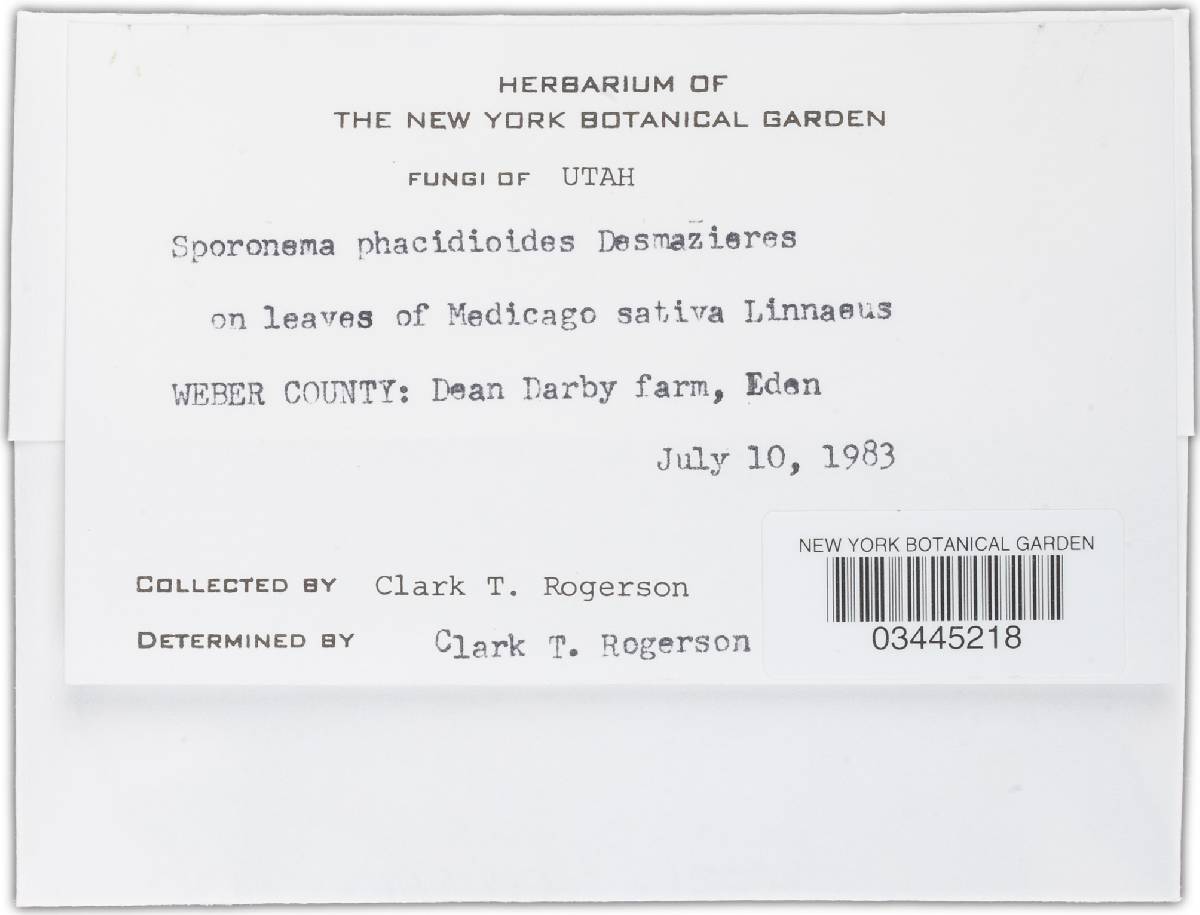 HERBARIUM OF
THE NEW YORK BOTANICAL GARDEN
FUNGI OF UTAH
Sporonema phacidioides Desmazieres
on leaves of Medicago sativa Linnaeus
WEBER COUNTY: Dean Darby farm, Eden
July 10, 1983
COLLECTED BY Clark T. Rogerson
DETERMINED BY Clark T. Rogerson
NEW YORK BOTANICAL GARDEN
03445218